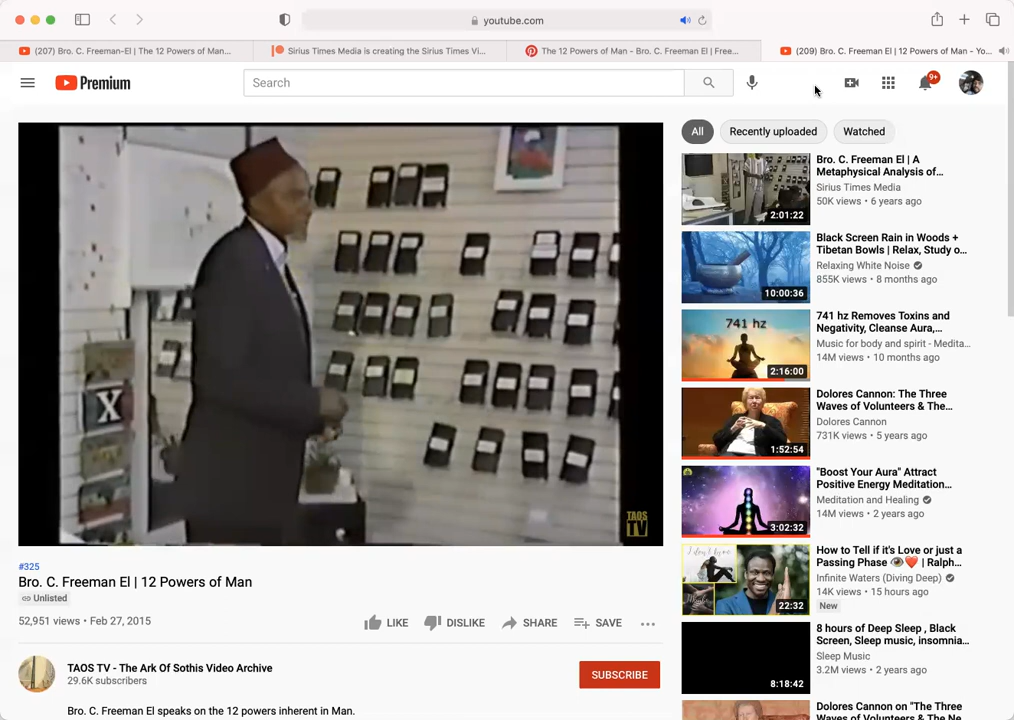 youtube.com
(207) Bro. C. Freeman-El | The 12 Powers of Man...
Sirius Times Media is creating the Sirius Times Vi...
The 12 Powers of Man - Bro. C. Freeman El | Free...
(209) Bro. C. Freeman El | 12 Powers of Man - Yo...
Premium
Search
9+
All
Recently uploaded
Watched
X
TAOS
TV
#325
Bro. C. Freeman El | 12 Powers of Man
Unlisted
52,951 views • Feb 27, 2015
LIKE
DISLIKE
SHARE
SAVE
TAOS TV - The Ark Of Sothis Video Archive
29.6K subscribers
SUBSCRIBE
Bro. C. Freeman El speaks on the 12 powers inherent in Man.
2:01:22
Bro. C. Freeman El | A
Metaphysical Analysis of...
Sirius Times Media
50K views • 6 years ago
10:00:36
Black Screen Rain in Woods +
Tibetan Bowls | Relax, Study o...
Relaxing White Noise
855K views • 8 months ago
741 hz
2:16:00
741 hz Removes Toxins and
Negativity, Cleanse Aura,...
Music for body and spirit - Medita...
14M views • 10 months ago
1:52:54
Dolores Cannon: The Three
Waves of Volunteers & The...
Dolores Cannon
731K views • 5 years ago
3:02:32
"Boost Your Aura" Attract
Positive Energy Meditation...
Meditation and Healing
14M views • 2 years ago
22:32
How to Tell if it's Love or just a
Passing Phase 👁️❤️ | Ralph...
Infinite Waters (Diving Deep)
14K views • 15 hours ago
New
8:18:42
8 hours of Deep Sleep , Black
Screen, Sleep music, insomnia...
Sleep Music
3.2M views • 2 years ago
Dolores Cannon on "The Three
Waves of Volunteers & The Ne